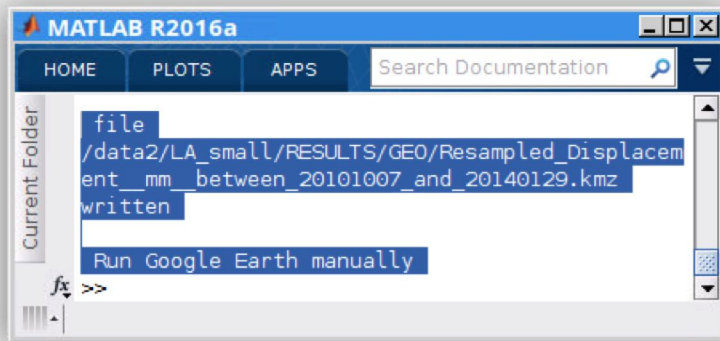 MATLAB R2016a
HOME PLOTS APPS Search Documentation
Current Folder
file
/data2/LA_small/RESULTS/GEO/Resampled_Displacem
ent__mm__between_20101007_and_20140129.kmz
written
Run Google Earth manually
fx >>